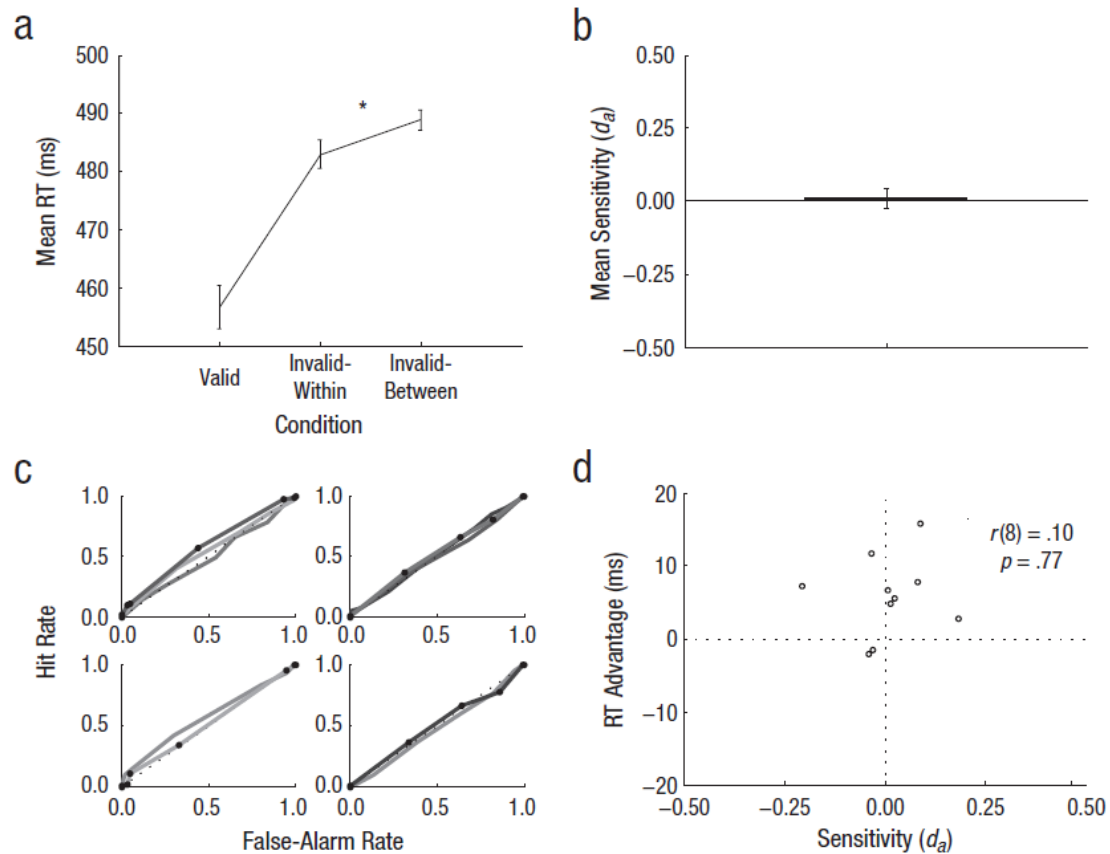 a
500
490
480
470
460
450
Mean RT (ms)
*
Valid
Invalid-
Within
Invalid-
Between
Condition
b
0.50
0.25
0.00
−0.25
−0.50
Mean Sensitivity (da)
c
1.0
0.5
0.0
0.0
0.5
1.0
1.0
0.5
0.0
0.0
0.5
1.0
1.0
0.5
0.0
0.0
0.5
1.0
1.0
0.5
0.0
0.0
0.5
1.0
Hit Rate
False-Alarm Rate
d
20
10
0
−10
−20
RT Advantage (ms)
r(8) = .10
p = .77
−0.50
−0.25
0.00
0.25
0.50
Sensitivity (da)